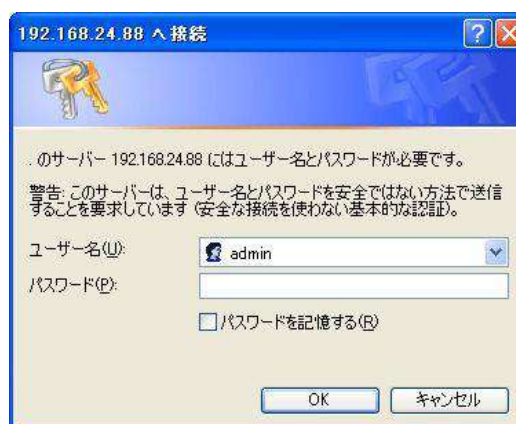 192.168.24.88 へ接続
. のサーバー 192.168.24.88 にはユーザー名とパスワードが必要です。
警告: このサーバーは、ユーザー名とパスワードを安全ではない方法で送信
することを要求しています (安全な接続を使わない基本的な認証)。
ユーザー名(U):
admin
パスワード(P):
パスワードを記憶する(R)
OK
キャンセル